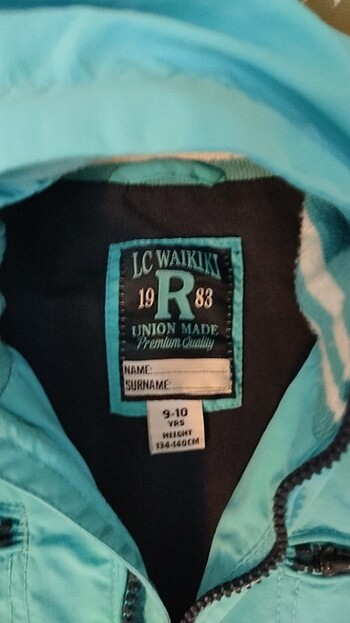 LC WAIKIKI
19 R 83
UNION MADE
Premium Quality
NAME:
SURNAME:
9-10
YRS
HEIGHT
134-140CM